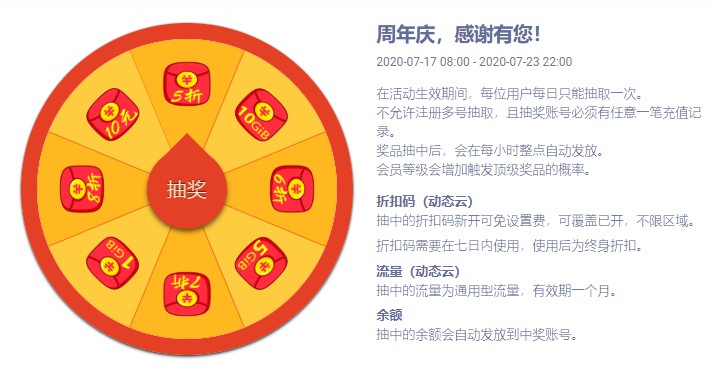 5折
10GiB
6折
5GiB
7折
1GiB
8折
10元
抽奖
周年庆，感谢有您！
2020-07-17 08:00 - 2020-07-23 22:00
在活动生效期间，每位用户每日只能抽取一次。
不允许注册多号抽取，且抽奖账号必须有任意一笔充值记
录。
奖品抽中后，会在每小时整点自动发放。
会员等级会增加触发顶级奖品的概率。
折扣码（动态云）
抽中的折扣码新开可免设置费，可覆盖已开，不限区域。
折扣码需要在七日内使用，使用后为终身折扣。
流量（动态云）
抽中的流量为通用型流量，有效期一个月。
余额
抽中的余额会自动发放到中奖账号。